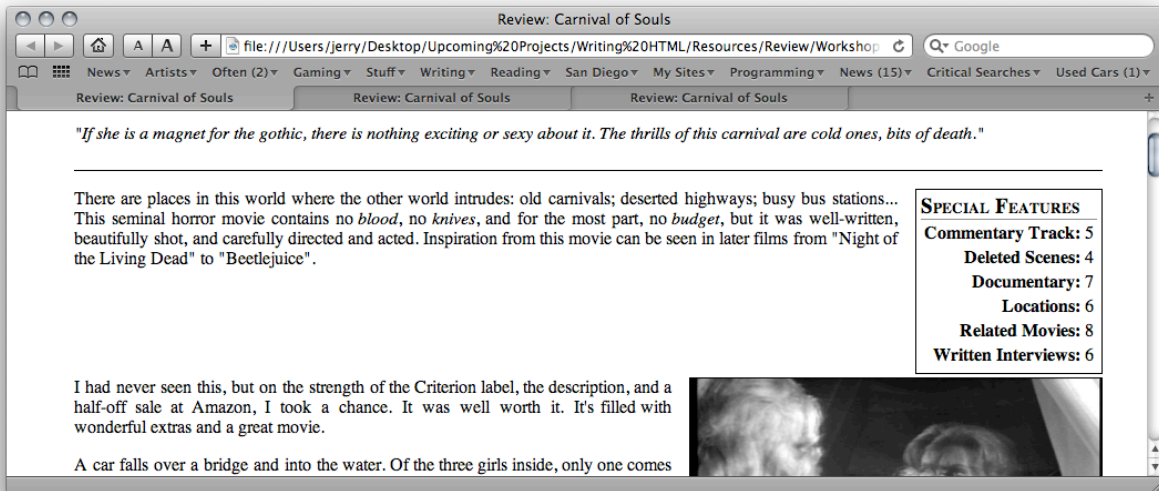 Review: Carnival of Souls
A A + file:///Users/jerry/Desktop/Upcoming%20Projects/Writing%20HTML/Resources/Review/Workshop Google
News Artists Often (2) Gaming Stuff Writing Reading San Diego My Sites Programming News (15) Critical Searches Used Cars (1)
Review: Carnival of Souls Review: Carnival of Souls Review: Carnival of Souls +
"If she is a magnet for the gothic, there is nothing exciting or sexy about it. The thrills of this carnival are cold ones, bits of death."
There are places in this world where the other world intrudes: old carnivals; deserted highways; busy bus stations...
This seminal horror movie contains no blood, no knives, and for the most part, no budget, but it was well-written,
beautifully shot, and carefully directed and acted. Inspiration from this movie can be seen in later films from "Night of
the Living Dead" to "Beetlejuice".
SPECIAL FEATURES
Commentary Track: 5
Deleted Scenes: 4
Documentary: 7
Locations: 6
Related Movies: 8
Written Interviews: 6
I had never seen this, but on the strength of the Criterion label, the description, and a
half-off sale at Amazon, I took a chance. It was well worth it. It's filled with
wonderful extras and a great movie.
A car falls over a bridge and into the water. Of the three girls inside, only one comes